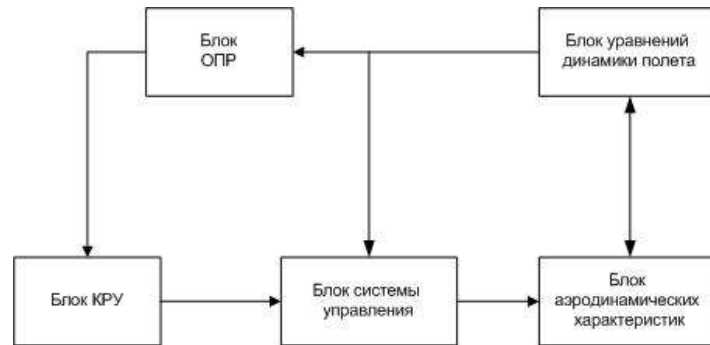 Блок
ОПР
Блок уравнений
динамики полета
Блок КРУ
Блок системы
управления
Блок
аэродинамических
характеристик